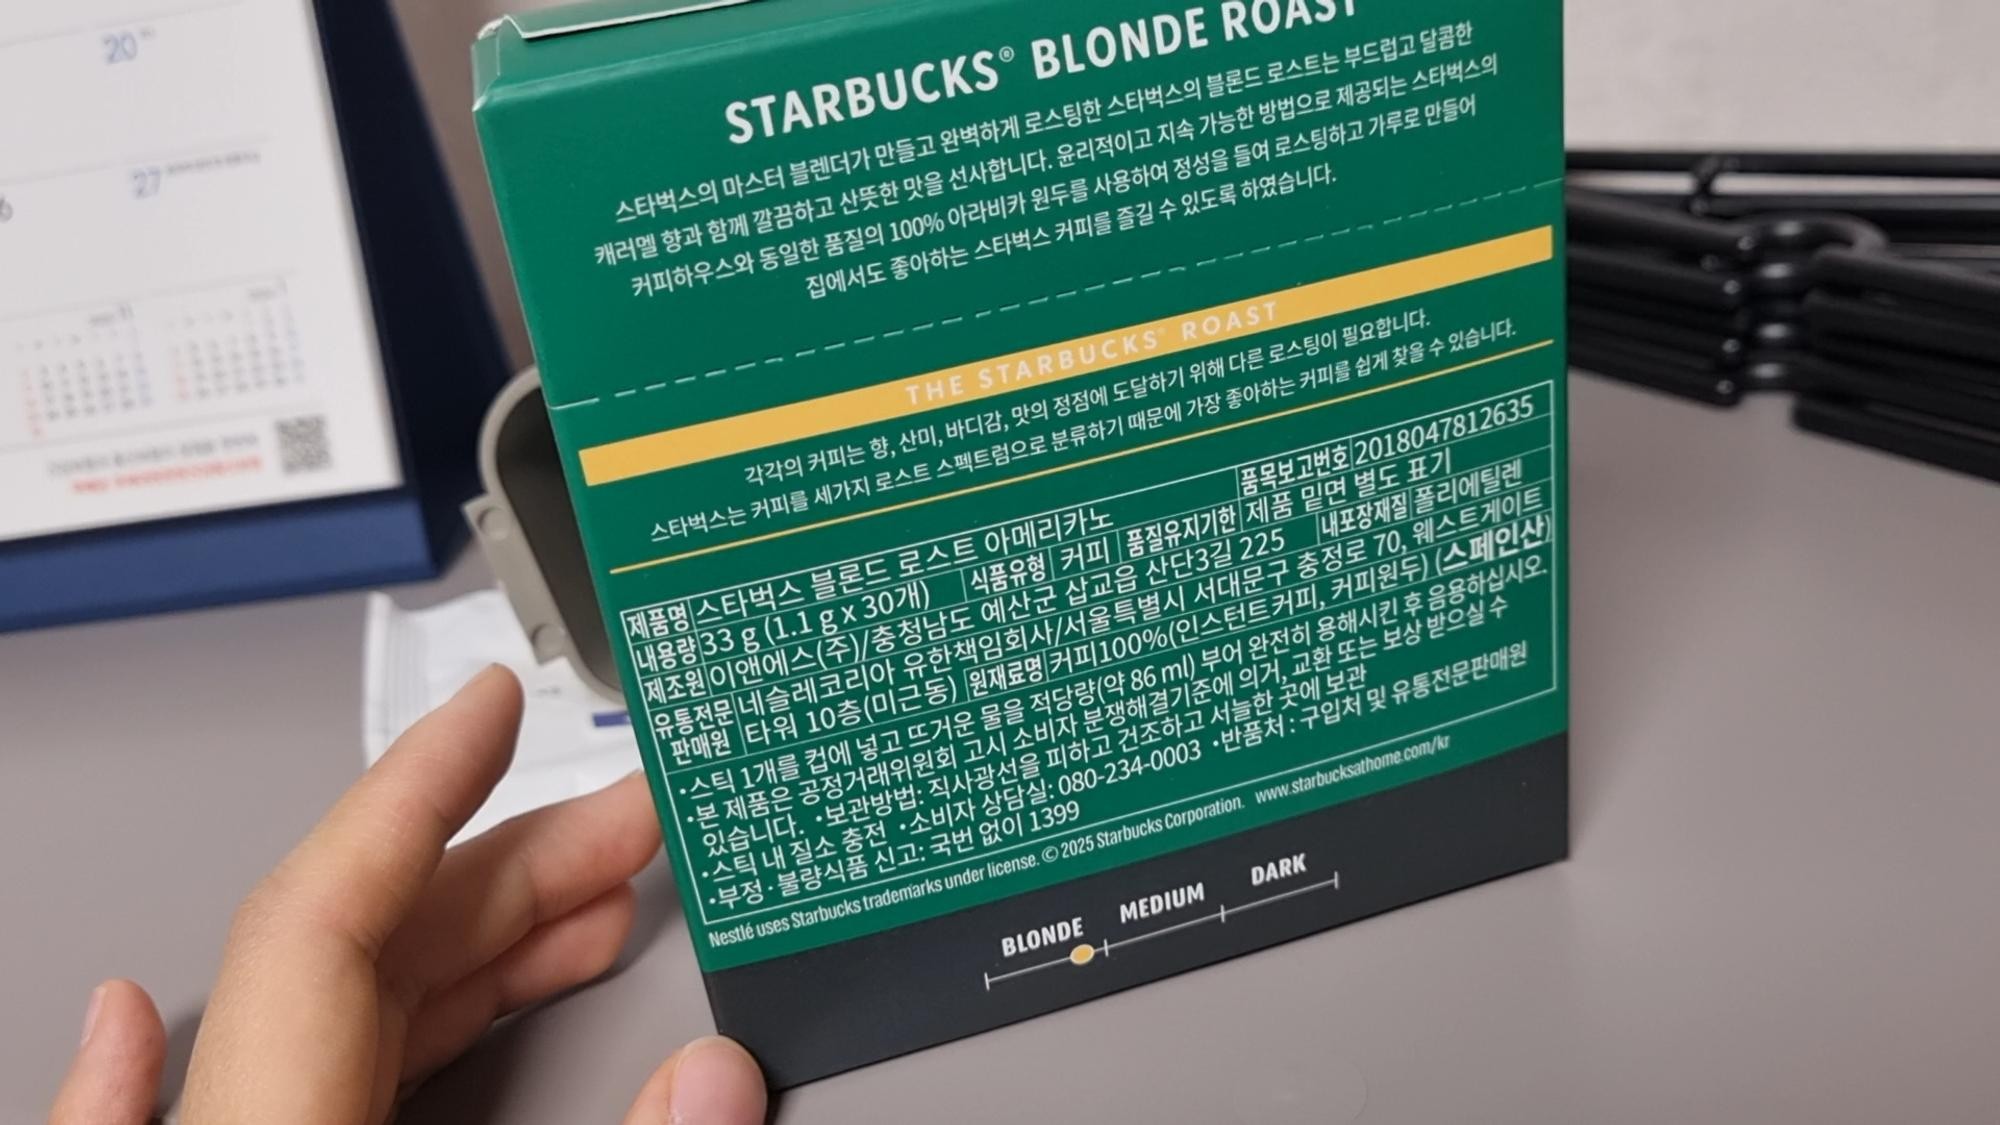 20
27
6
STARBUCKS® BLONDE ROAST
스타벅스의 마스터 블렌더가 만들고 완벽하게 로스팅한 스타벅스의 블론드 로스트는 부드럽고 달콤한
캐러멜 향과 함께 깔끔하고 산뜻한 맛을 선사합니다. 윤리적이고 지속 가능한 방법으로 제공되는 스타벅스의
커피하우스와 동일한 품질의 100% 아라비카 원두를 사용하여 정성을 들여 로스팅하고 가루로 만들어
집에서도 좋아하는 스타벅스 커피를 즐길 수 있도록 하였습니다.
THE STARBUCKS® ROAST
각각의 커피는 향, 산미, 바디감, 맛의 정점에 도달하기 위해 다른 로스팅이 필요합니다.
스타벅스는 커피를 세가지 로스트 스펙트럼으로 분류하기 때문에 가장 좋아하는 커피를 쉽게 찾을 수 있습니다.
제품명 스타벅스 블론드 로스트 아메리카노 품목보고번호 2018047812635
내용량 33 g (1.1 g x 30개) 식품유형 커피 품질유지기한 제품 밑면 별도 표기
제조원 이앤에스(주)/충청남도 예산군 삽교읍 산단3길 225 내포장재질 폴리에틸렌
유통전문 네슬레코리아 유한책임회사/서울특별시 서대문구 충정로 70, 웨스트게이트
판매원 타워 10층(미근동) 원재료명 커피100%(인스턴트커피, 커피원두) (스페인산)
•스틱 1개를 컵에 넣고 뜨거운 물을 적당량(약 86 ml) 부어 완전히 용해시킨 후 음용하십시오.
•본 제품은 공정거래위원회 고시 소비자 분쟁해결기준에 의거, 교환 또는 보상 받으실 수
있습니다. •보관방법: 직사광선을 피하고 건조하고 서늘한 곳에 보관
•스틱 내 질소 충전 •소비자 상담실: 080-234-0003 •반품처 : 구입처 및 유통전문판매원
•부정·불량식품 신고: 국번 없이 1399
Nestlé uses Starbucks trademarks under license. © 2025 Starbucks Corporation. www.starbucksathome.com/kr
BLONDE MEDIUM DARK